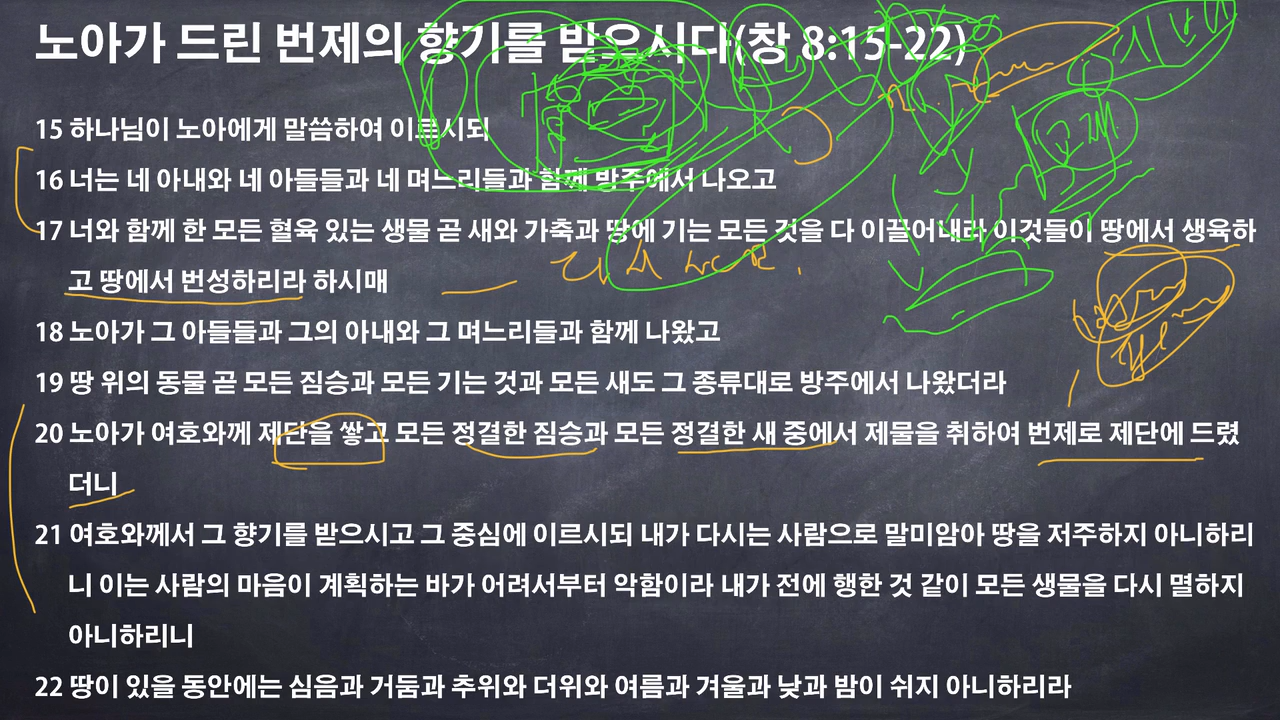 노아가 드린 번제의 향기를 받으시다(창 8:15-22)
15 하나님이 노아에게 말씀하여 이르시되
16 너는 네 아내와 네 아들들과 네 며느리들과 함께 방주에서 나오고
17 너와 함께 한 모든 혈육 있는 생물 곧 새와 가축과 땅에 기는 모든 것을 다 이끌어내라 이것들이 땅에서 생육하
고 땅에서 번성하리라 하시매
18 노아가 그 아들들과 그의 아내와 그 며느리들과 함께 나왔고
19 땅 위의 동물 곧 모든 짐승과 모든 기는 것과 모든 새도 그 종류대로 방주에서 나왔더라
20 노아가 여호와께 제단을 쌓고 모든 정결한 짐승과 모든 정결한 새 중에서 제물을 취하여 번제로 제단에 드렸
더니
21 여호와께서 그 향기를 받으시고 그 중심에 이르시되 내가 다시는 사람으로 말미암아 땅을 저주하지 아니하리
니 이는 사람의 마음이 계획하는 바가 어려서부터 악함이라 내가 전에 행한 것 같이 모든 생물을 다시 멸하지
아니하리니
22 땅이 있을 동안에는 심음과 거둠과 추위와 더위와 여름과 겨울과 낮과 밤이 쉬지 아니하리라